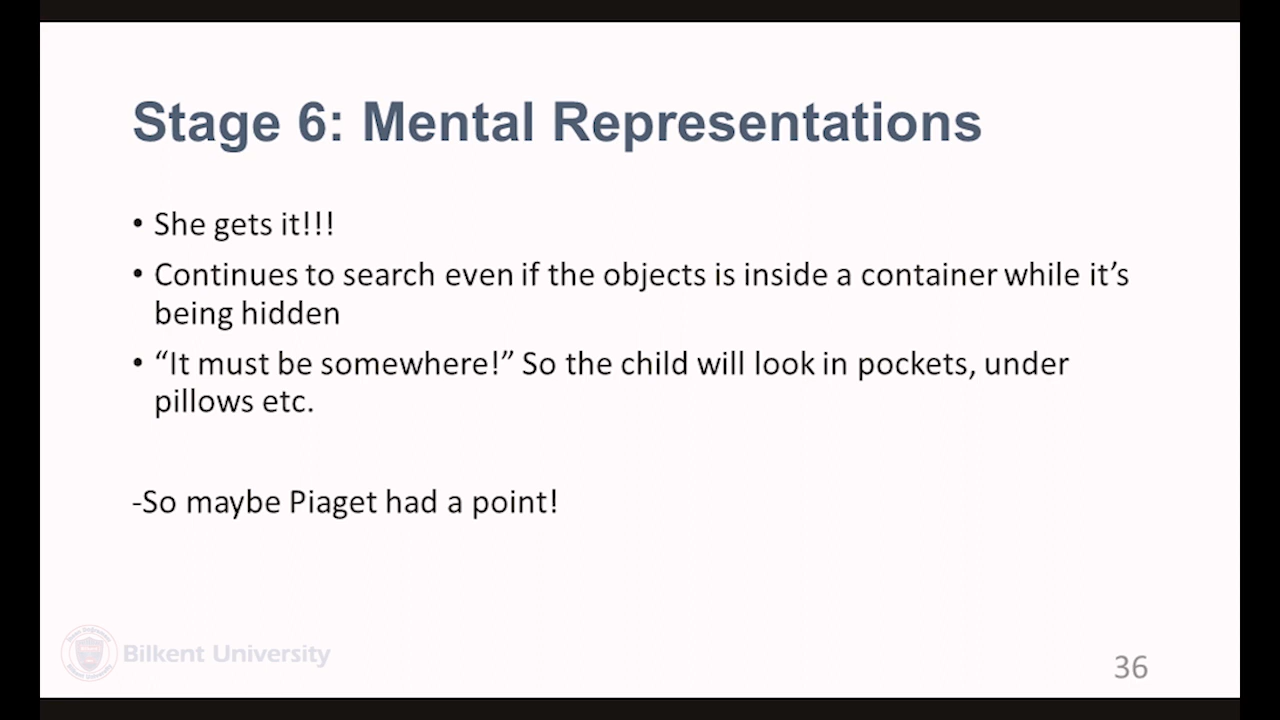 Stage 6: Mental Representations
• She gets it!!!
• Continues to search even if the objects is inside a container while it’s
being hidden
• “It must be somewhere!” So the child will look in pockets, under
pillows etc.
-So maybe Piaget had a point!
Bilkent University
36